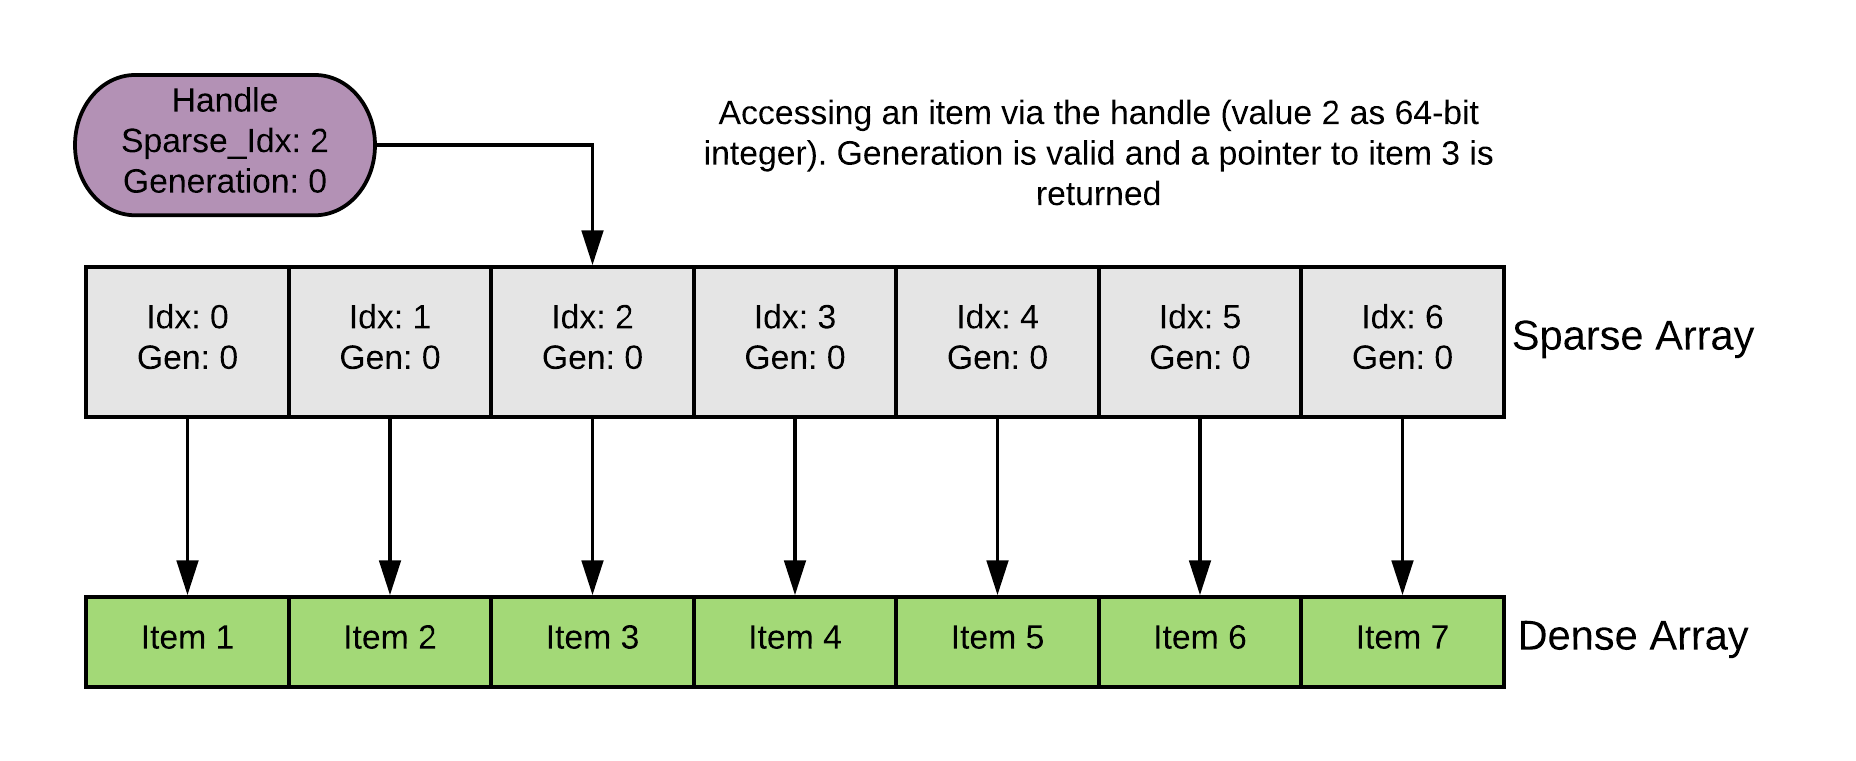 Handle
Sparse_Idx: 2
Generation: 0
Accessing an item via the handle (value 2 as 64-bit
integer). Generation is valid and a pointer to item 3 is
returned
Idx: 0
Gen: 0
Idx: 1
Gen: 0
Idx: 2
Gen: 0
Idx: 3
Gen: 0
Idx: 4
Gen: 0
Idx: 5
Gen: 0
Idx: 6
Gen: 0
Sparse Array
Item 1
Item 2
Item 3
Item 4
Item 5
Item 6
Item 7
Dense Array